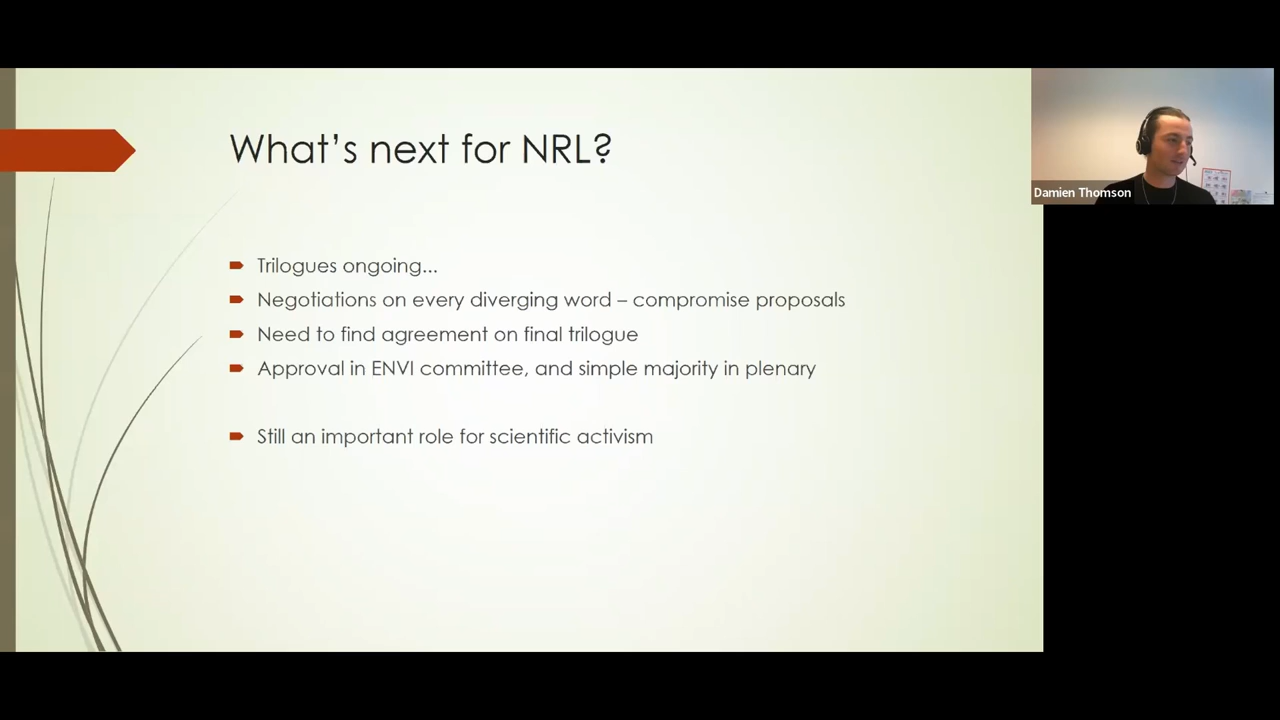 What's next for NRL?
Trilogues ongoing...
Negotiations on every diverging word – compromise proposals
Need to find agreement on final trilogue
Approval in ENVI committee, and simple majority in plenary
Still an important role for scientific activism
Damien Thomson